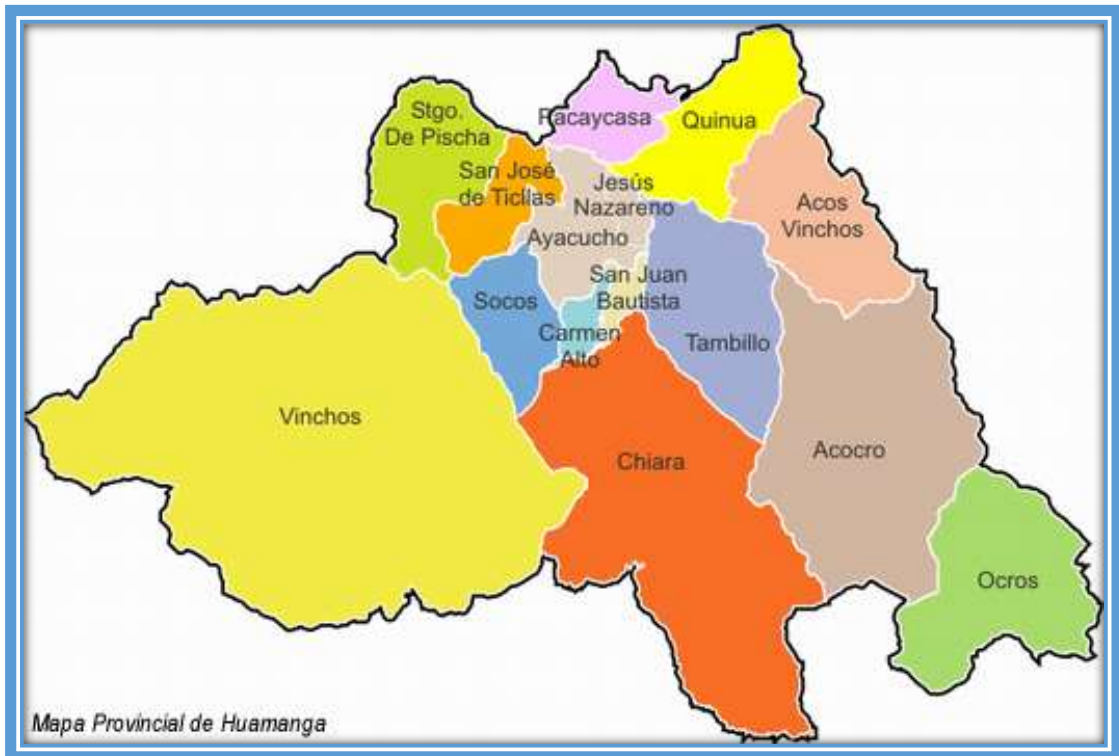 Stgo.
De Pischa
Pacaycasa
Quinua
San José
de Ticllas
Jesús
Nazareno
Acos
Vinchos
Ayacucho
Socos
San Juan
Bautista
Carmen
Alto
Tambillo
Vinchos
Chiara
Acocro
Ocros
Mapa Provincial de Huamanga